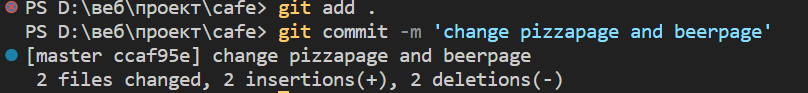 PS D:\веб\проект\cafe> git add .
PS D:\веб\проект\cafe> git commit -m 'change pizzapage and beerpage'
[master ccaf95e] change pizzapage and beerpage
2 files changed, 2 insertions(+), 2 deletions(-)